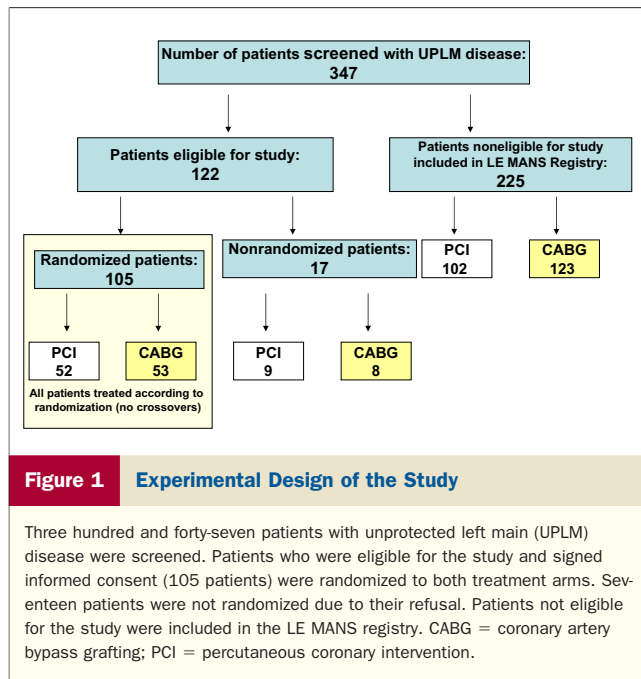 Number of patients screened with UPLM disease:
347
Patients eligible for study:
122
Patients noneligible for study
included in LE MANS Registry:
225
Randomized patients:
105
Nonrandomized patients:
17
PCI
102
CABG
123
PCI
52
CABG
53
PCI
9
CABG
8
All patients treated according to
randomization (no crossovers)
Figure 1
Experimental Design of the Study
Three hundred and forty-seven patients with unprotected left main (UPLM)
disease were screened. Patients who were eligible for the study and signed
informed consent (105 patients) were randomized to both treatment arms. Sev-
enteen patients were not randomized due to their refusal. Patients not eligible
for the study were included in the LE MANS registry. CABG = coronary artery
bypass grafting; PCI = percutaneous coronary intervention.